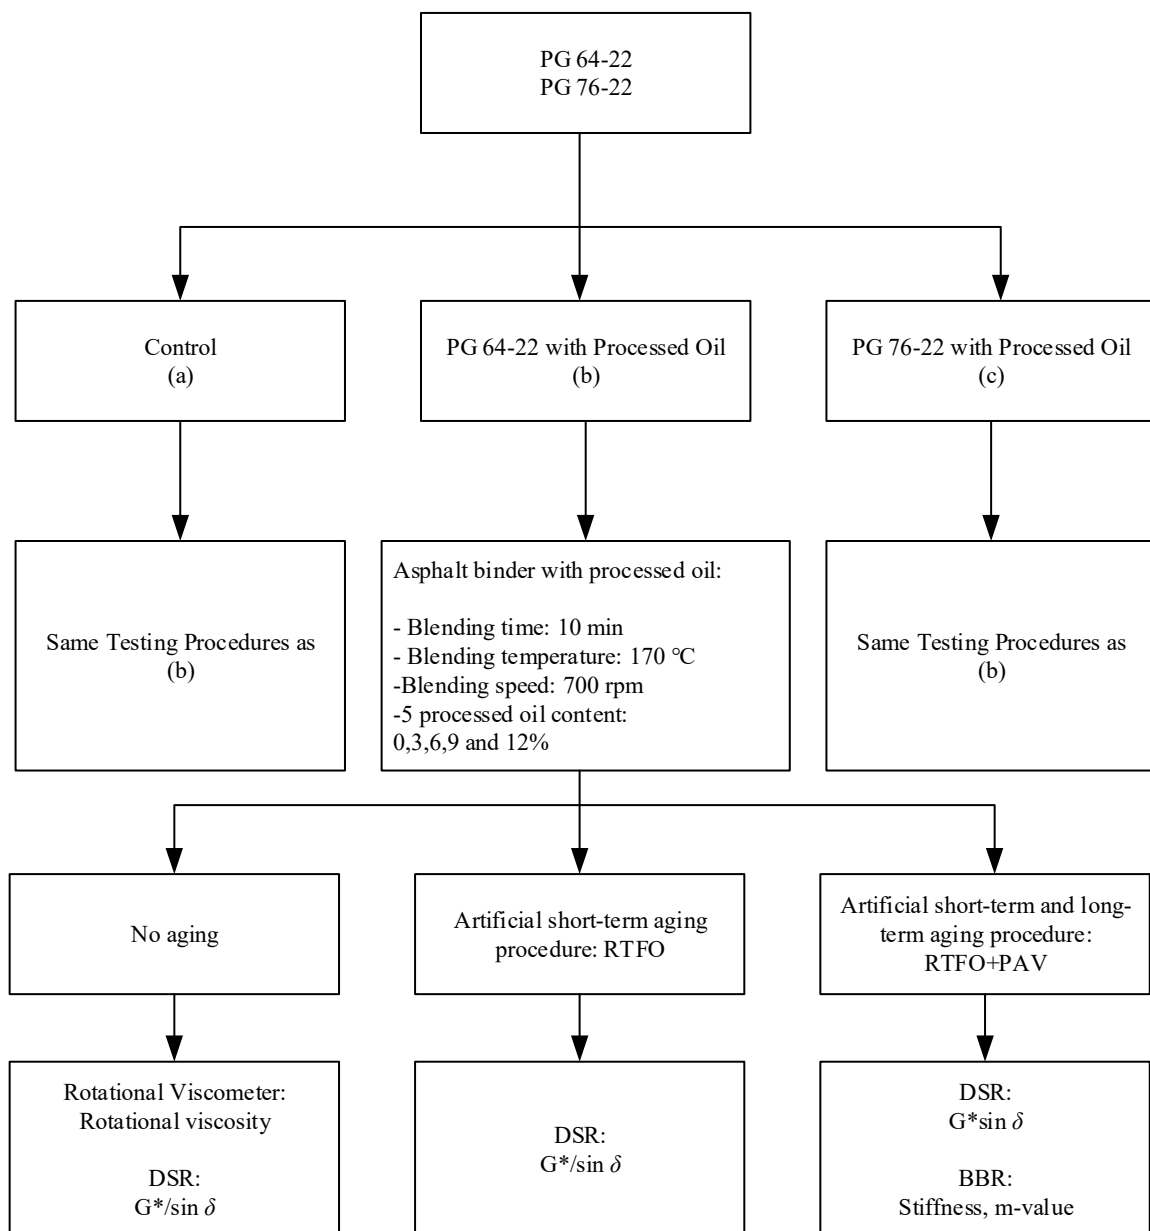 PG 64-22
PG 76-22
Control
(a)
PG 64-22 with Processed Oil
(b)
PG 76-22 with Processed Oil
(c)
Same Testing Procedures as
(b)
Asphalt binder with processed oil:
- Blending time: 10 min
- Blending temperature: 170 ℃
-Blending speed: 700 rpm
-5 processed oil content:
0,3,6,9 and 12%
Same Testing Procedures as
(b)
No aging
Artificial short-term aging
procedure: RTFO
Artificial short-term and long-
term aging procedure:
RTFO+PAV
Rotational Viscometer:
Rotational viscosity
DSR:
G*/sin δ
DSR:
G*/sin δ
DSR:
G*sin δ
BBR:
Stiffness, m-value